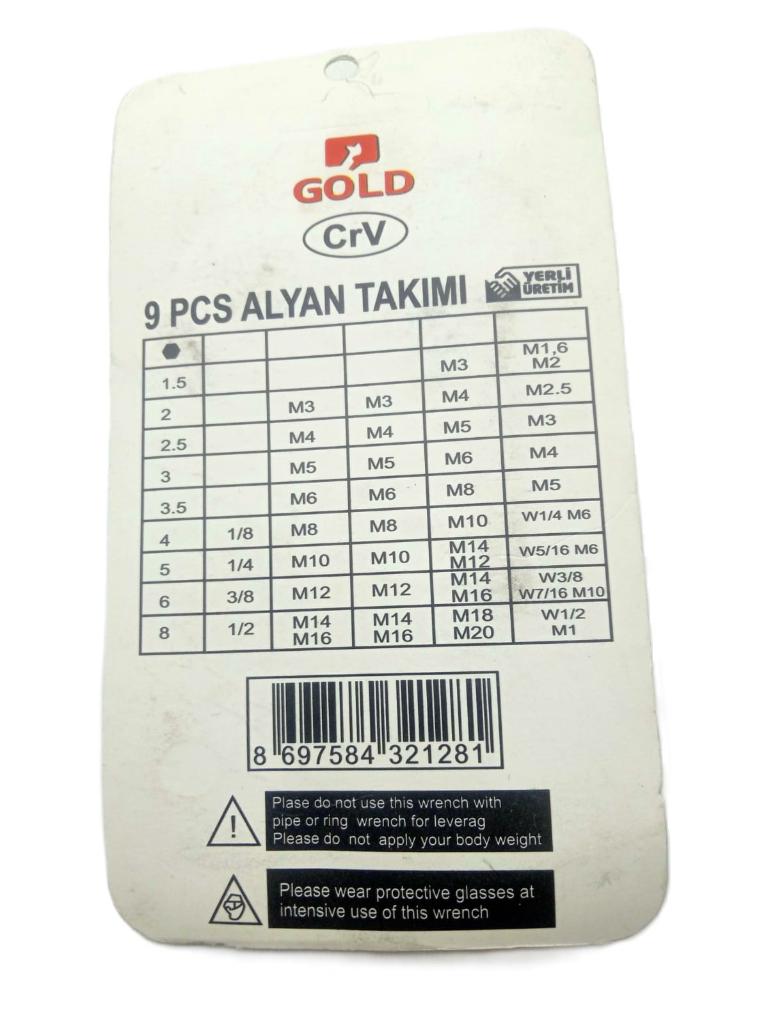 GOLD
CrV
9 PCS ALYAN TAKIMI YERLİ ÜRETİM
1.5 M3 M1,6 M2
2 M3 M3 M4 M2.5
2.5 M4 M4 M5 M3
3 M5 M5 M6 M4
3.5 M6 M6 M8 M5
4 1/8 M8 M8 M10 W1/4 M6
5 1/4 M10 M10 M14 M12 W5/16 M6
6 3/8 M12 M12 M14 M16 W3/8 W7/16 M10
8 1/2 M14 M16 M14 M16 M18 M20 W1/2 M1
8 697584 321281
!
Plase do not use this wrench with
pipe or ring wrench for leverag
Please do not apply your body weight
Please wear protective glasses at
intensive use of this wrench